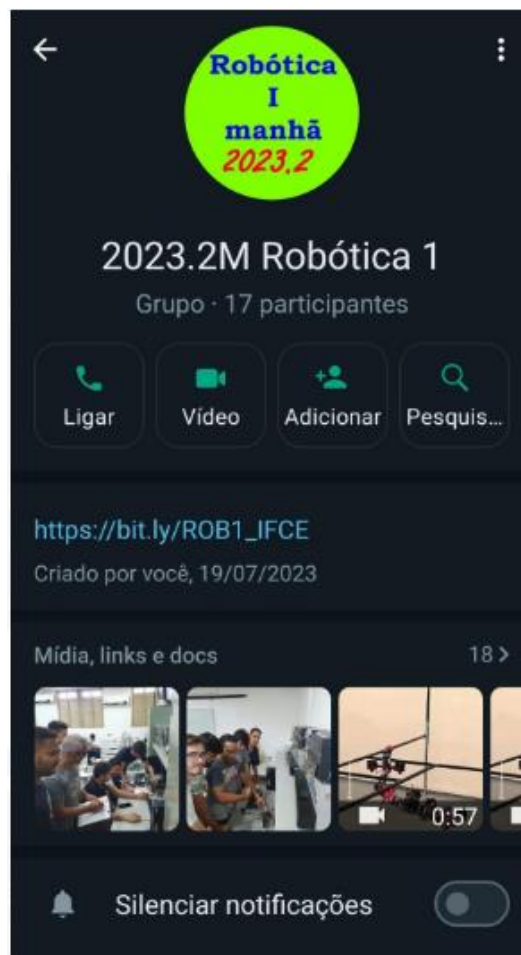 Robótica
I
manhã
2023.2
2023.2M Robótica 1
Grupo · 17 participantes
Ligar
Vídeo
Adicionar
Pesquis...
https://bit.ly/ROB1_IFCE
Criado por você, 19/07/2023
Mídia, links e docs
18 >
0:57
Silenciar notificações